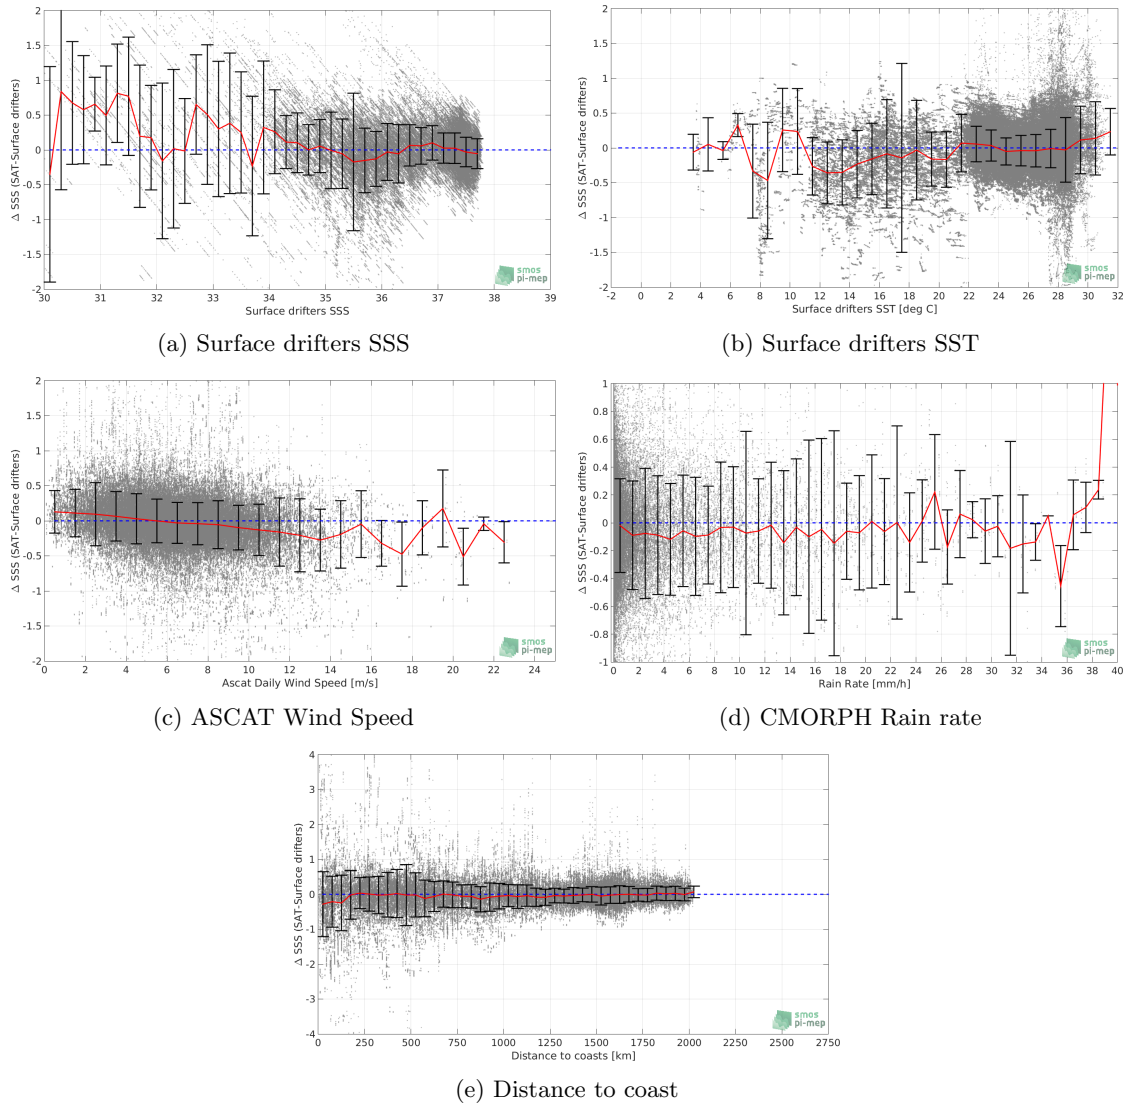 2
1.5
1
0.5
0
-0.5
-1
-1.5
-2
Δ SSS (SAT-Surface drifters)
30 31 32 33 34 35 36 37 38 39
Surface drifters SSS
smos
pi-mep
(a) Surface drifters SSS
2
1.5
1
0.5
0
-0.5
-1
-1.5
-2
Δ SSS (SAT-Surface drifters)
-2 0 2 4 6 8 10 12 14 16 18 20 22 24 26 28 30 32
Surface drifters SST [deg C]
smos
pi-mep
(b) Surface drifters SST
2
1.5
1
0.5
0
-0.5
-1
-1.5
-2
Δ SSS (SAT-Surface drifters)
0 2 4 6 8 10 12 14 16 18 20 22 24
Ascat Daily Wind Speed [m/s]
smos
pi-mep
(c) ASCAT Wind Speed
1
0.8
0.6
0.4
0.2
0
-0.2
-0.4
-0.6
-0.8
-1
Δ SSS (SAT-Surface drifters)
0 2 4 6 8 10 12 14 16 18 20 22 24 26 28 30 32 34 36 38 40
Rain Rate [mm/h]
smos
pi-mep
(d) CMORPH Rain rate
4
3
2
1
0
-1
-2
-3
-4
Δ SSS (SAT-Surface drifters)
0 250 500 750 1000 1250 1500 1750 2000 2250 2500 2750
Distance to coasts [km]
smos
pi-mep
(e) Distance to coast